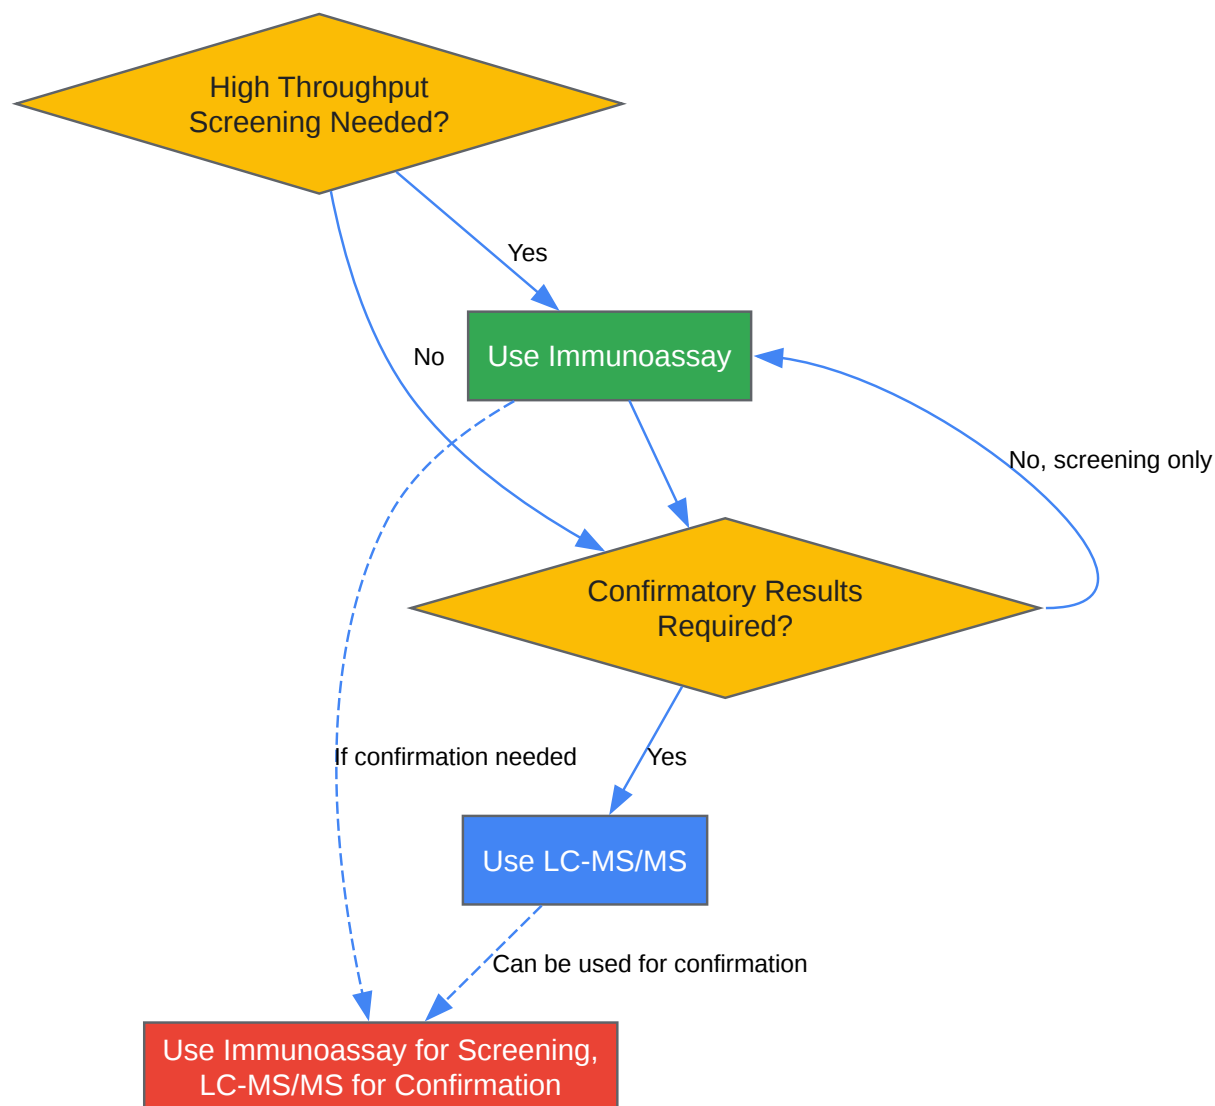 High Throughput
Screening Needed?
Yes
No
Use Immunoassay
No, screening only
Confirmatory Results
Required?
If confirmation needed
Yes
Use LC-MS/MS
Can be used for confirmation
Use Immunoassay for Screening,
LC-MS/MS for Confirmation